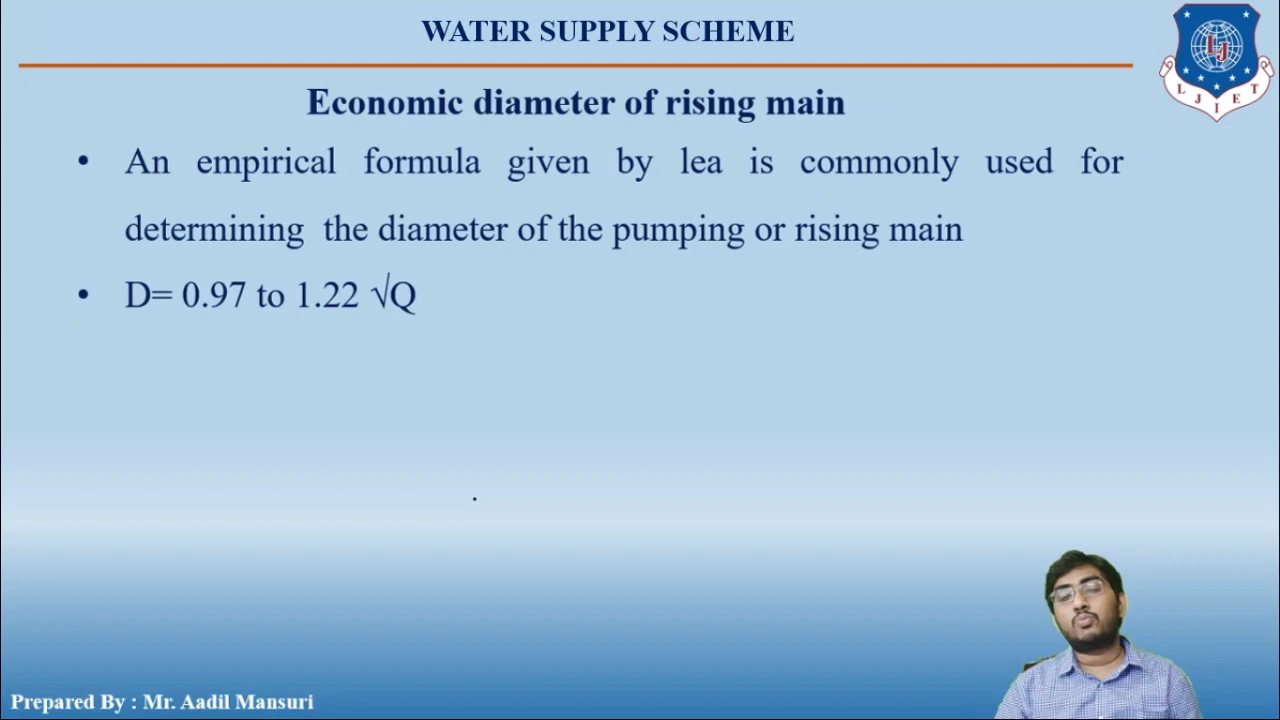 WATER SUPPLY SCHEME
LJ
L J I E T
Economic diameter of rising main
• An empirical formula given by lea is commonly used for
determining the diameter of the pumping or rising main
• D= 0.97 to 1.22 √Q
Prepared By : Mr. Aadil Mansuri